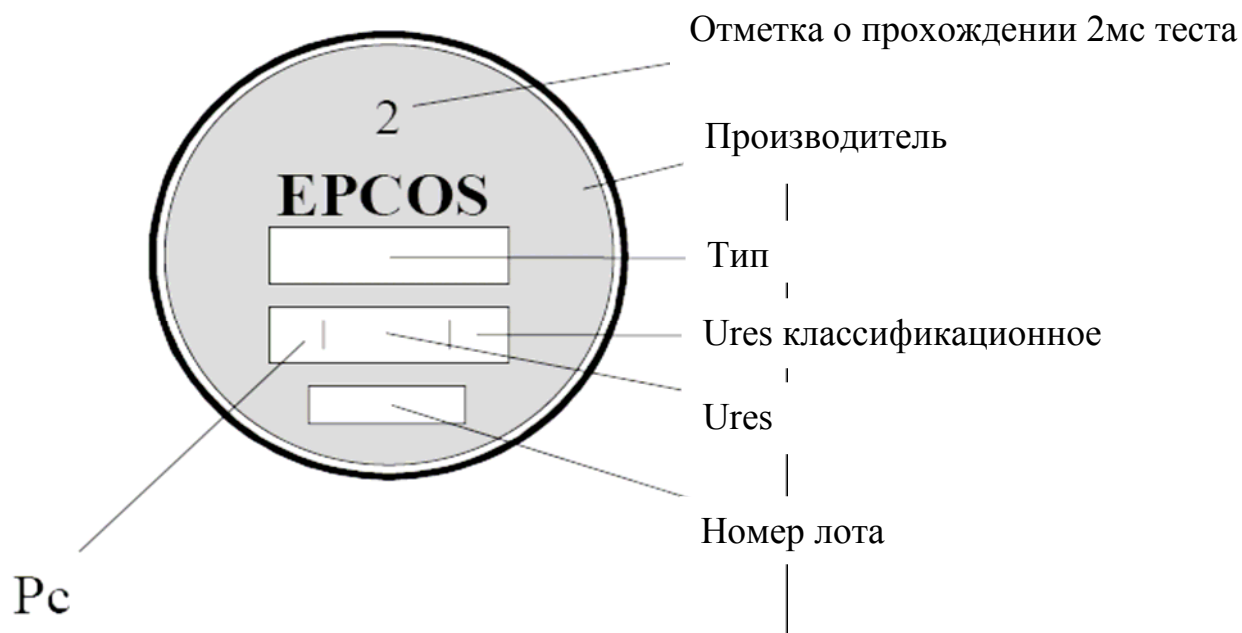 Отметка о прохождении 2мс теста
2
Производитель
EPCOS
Тип
Ures классификационное
Ures
Номер лота
Pc